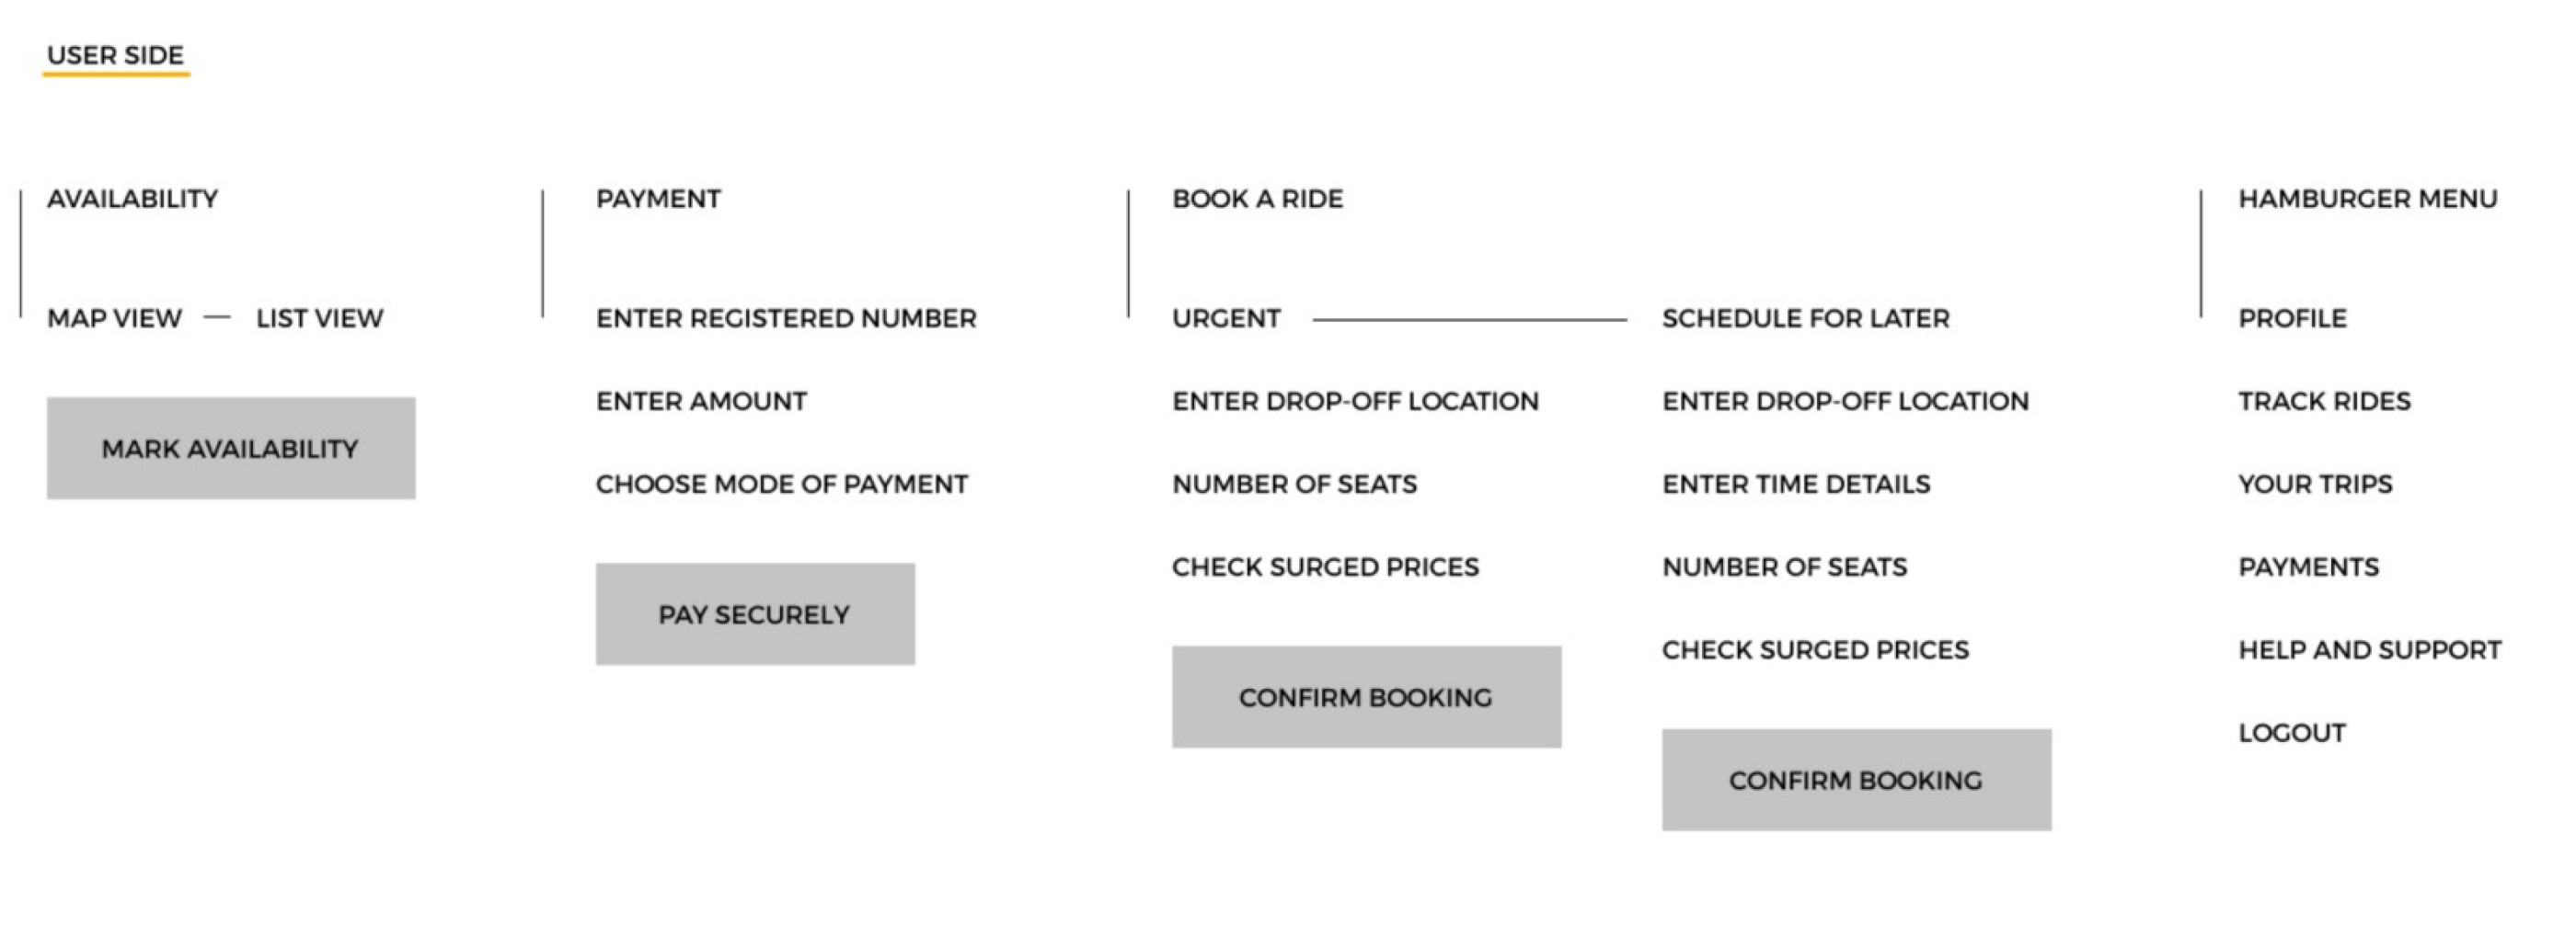 USER SIDE
AVAILABILITY
MAP VIEW — LIST VIEW
MARK AVAILABILITY
PAYMENT
ENTER REGISTERED NUMBER
ENTER AMOUNT
CHOOSE MODE OF PAYMENT
PAY SECURELY
BOOK A RIDE
URGENT
ENTER DROP-OFF LOCATION
NUMBER OF SEATS
CHECK SURGED PRICES
CONFIRM BOOKING
SCHEDULE FOR LATER
ENTER DROP-OFF LOCATION
ENTER TIME DETAILS
NUMBER OF SEATS
CHECK SURGED PRICES
CONFIRM BOOKING
HAMBURGER MENU
PROFILE
TRACK RIDES
YOUR TRIPS
PAYMENTS
HELP AND SUPPORT
LOGOUT